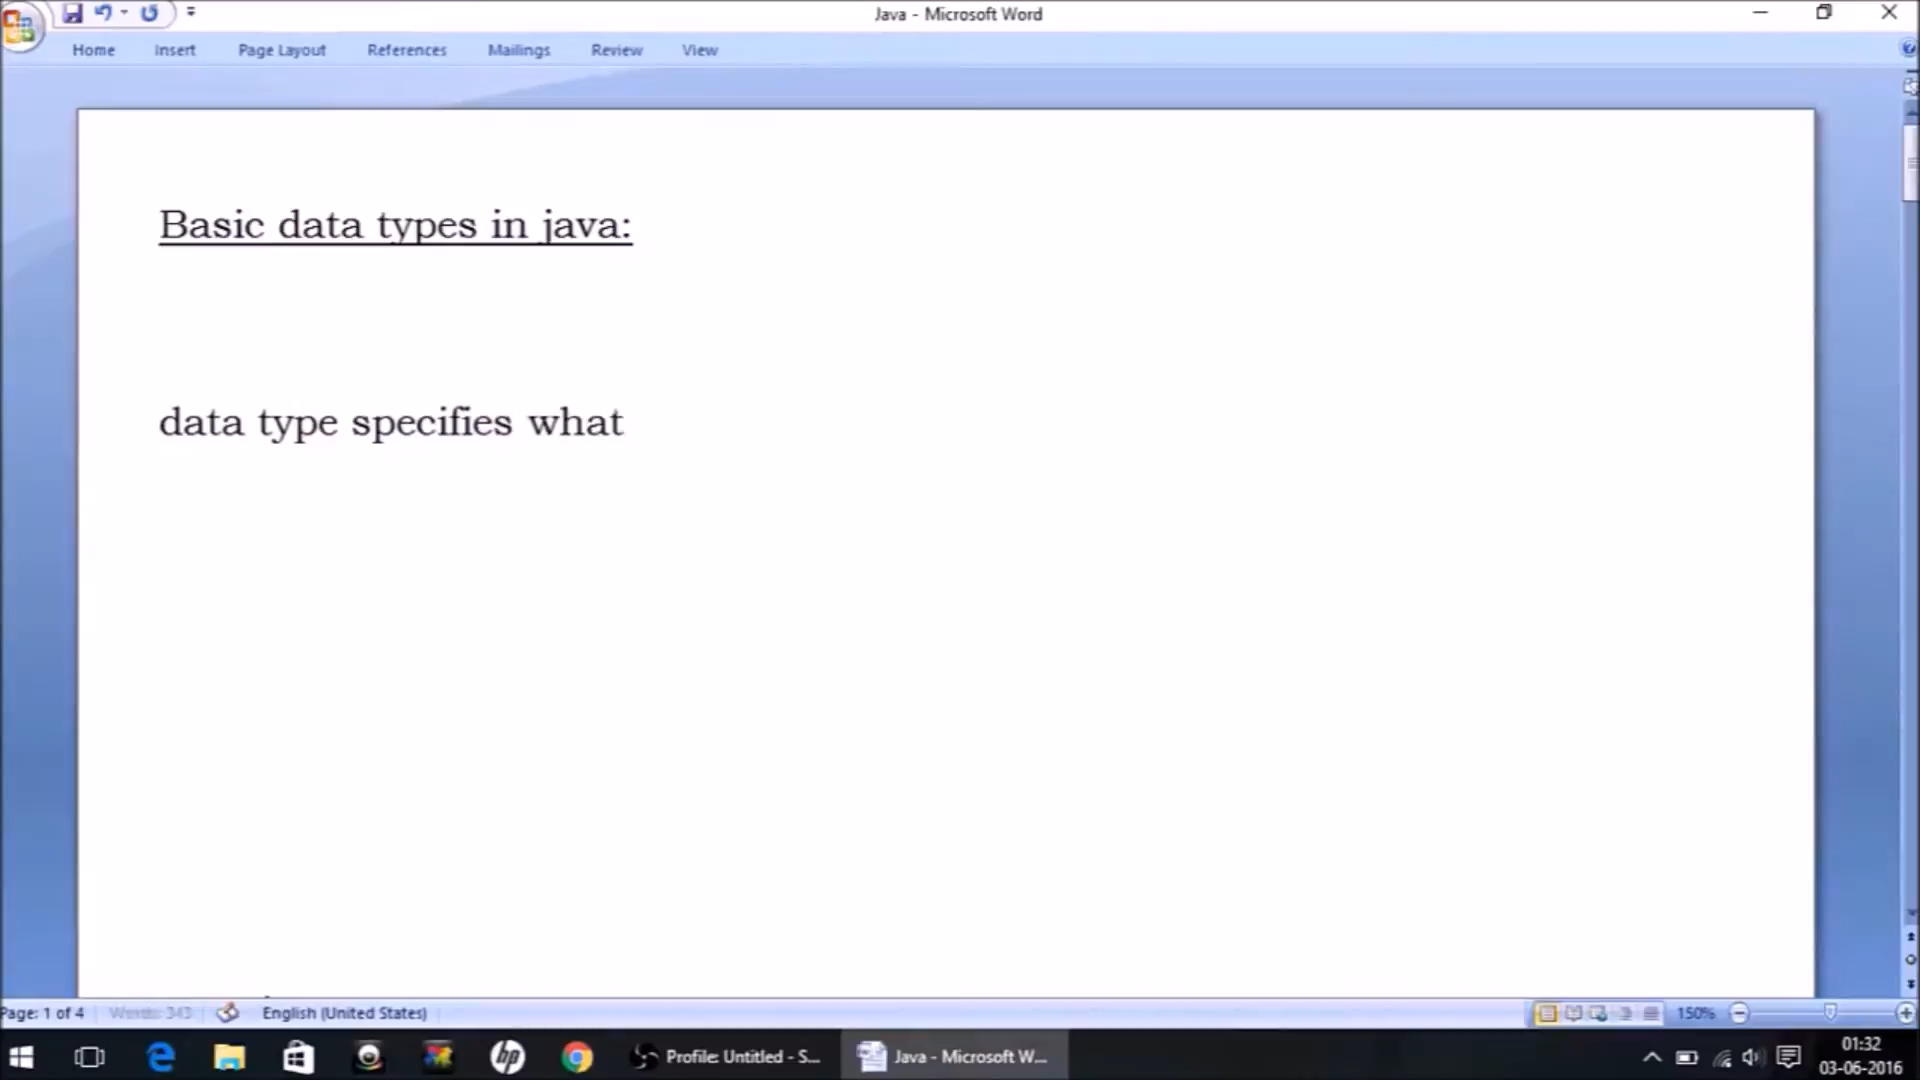 Java - Microsoft Word
Home Insert Page Layout References Mailings Review View
Basic data types in java:
data type specifies what
Page: 1 of 4 Words: 343 English (United States) 150%
hp Profile: Untitled - S... Java - Microsoft W... 01:32
03-06-2016